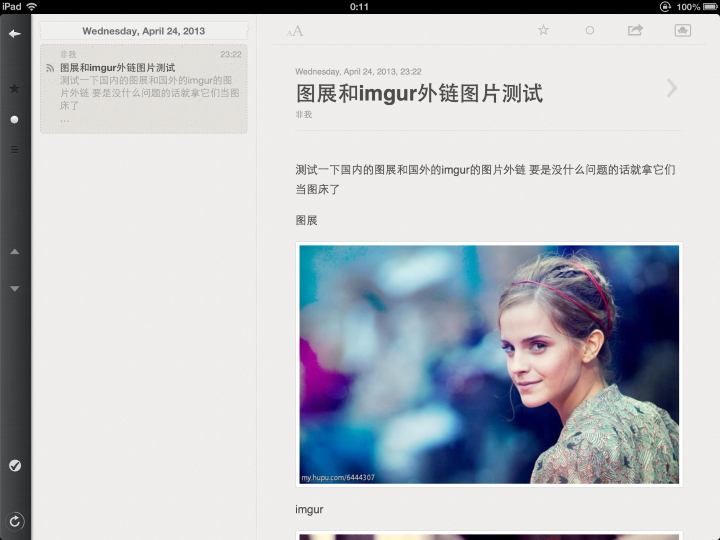 iPad
0:11
100%
Wednesday, April 24, 2013
非我
23:22
图展和imgur外链图片测试
测试一下国内的图展和国外的imgur的图
片外链 要是没什么问题的话就拿它们当图
床了
...
AA
Wednesday, April 24, 2013, 23:22
图展和imgur外链图片测试
非我
测试一下国内的图展和国外的imgur的图片外链 要是没什么问题的话就拿它们
当图床了
图展
my.hupu.com/6444307
imgur